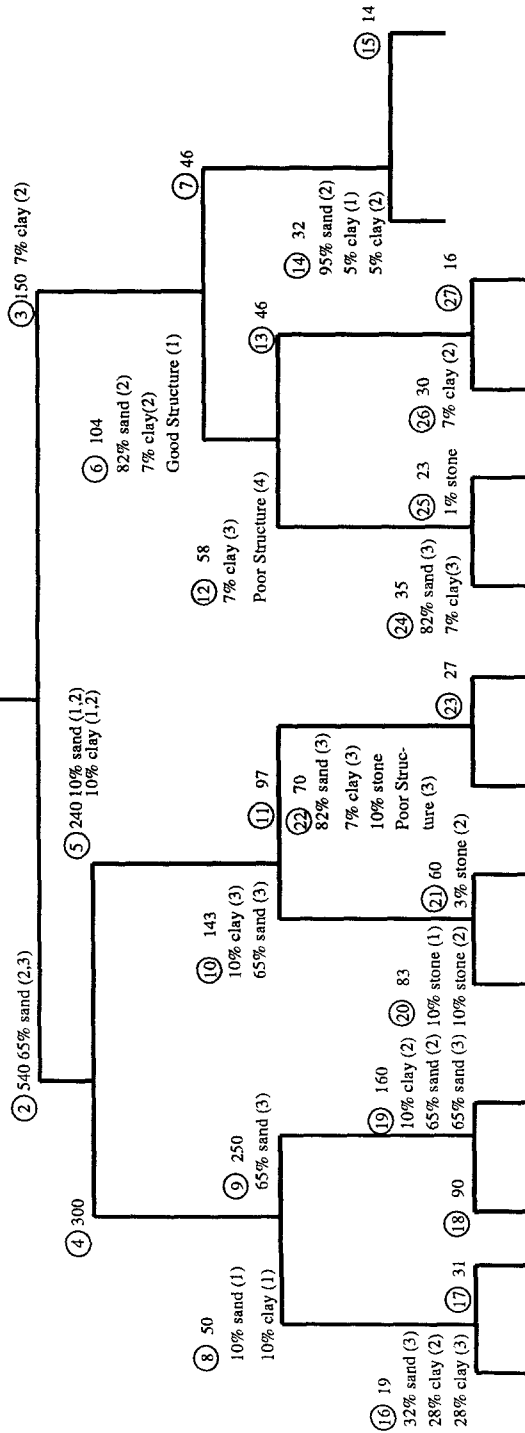 ② 540 65% sand (2,3)
③ 150 7% clay (2)
④ 300
⑤ 240 10% sand (1,2)
10% clay (1,2)
⑥ 104
82% sand (2)
7% clay(2)
Good Structure (1)
⑦ 46
⑧ 50
10% sand (1)
10% clay (1)
⑨ 250
65% sand (3)
⑩ 143
10% clay (3)
65% sand (3)
⑪ 97
⑫ 58
7% clay (3)
Poor Structure (4)
⑬ 46
⑭ 32
95% sand (2)
5% clay (1)
5% clay (2)
⑮ 14
⑯ 19
32% sand (3)
28% clay (2)
28% clay (3)
⑰ 31
⑱ 90
⑲ 160
10% clay (2)
65% sand (2)
65% sand (3)
⑳ 83
10% stone (1)
10% stone (2)
㉑ 60
3% stone (2)
㉒ 70
82% sand (3)
7% clay (3)
10% stone
Poor Struc-
ture (3)
㉓ 27
㉔ 35
82% sand (3)
7% clay(3)
㉕ 23
1% stone
㉖ 30
7% clay (2)
㉗ 16